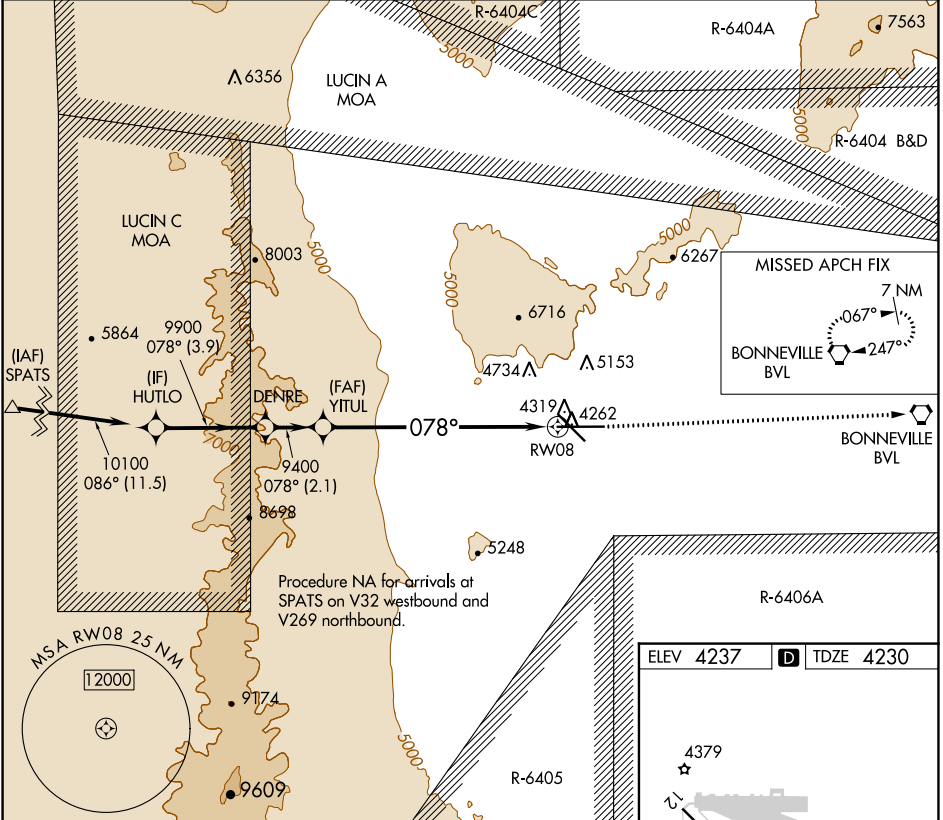 R-6404C
7563
R-6404A
5000
6356
LUCIN A
MOA
5000
R-6404 B&D
LUCIN C
MOA
5000
8003
5000
6267
MISSED APCH FIX
7 NM
067°
247°
BONNEVILLE
BVL
5000
6716
5864
9900
078° (3.9)
4734
5153
(IAF)
SPATS
(IF)
HUTLO
DENRE
(FAF)
YITUL
4319
4262
078°
RW08
BONNEVILLE
BVL
7000
10100
086° (11.5)
9400
078° (2.1)
8698
5248
Procedure NA for arrivals at
SPATS on V32 westbound and
V269 northbound.
R-6406A
MSA RW08 25 NM
12000
ELEV 4237 D TDZE 4230
9174
5000
4379
R-6405
9609
12